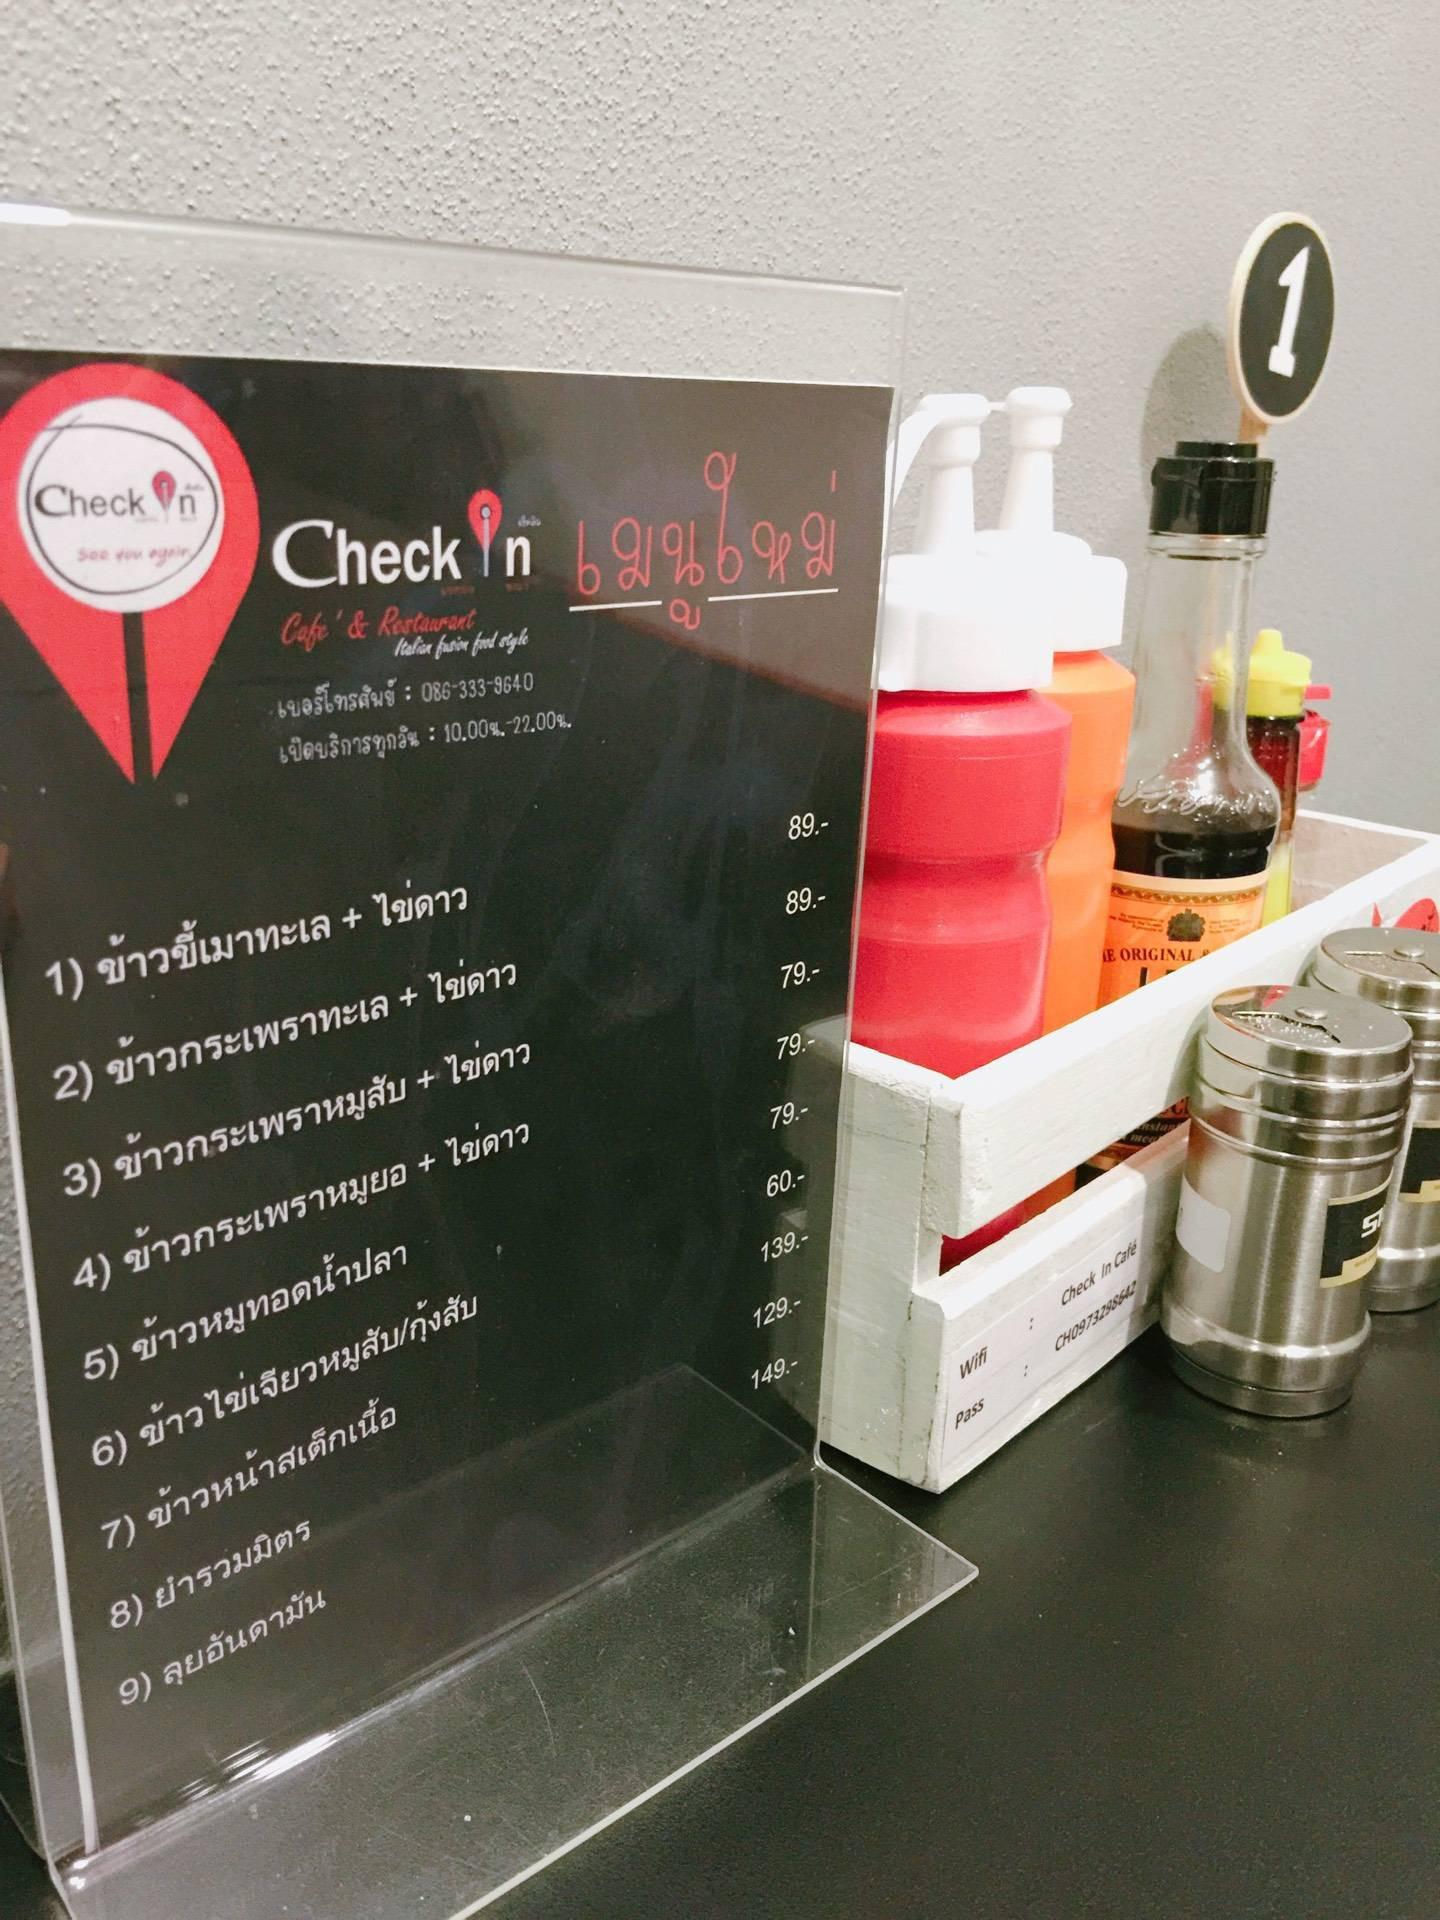 Check In
See you again
Check In เมนูใหม่
Cafe' & Restaurant
Italian fusion food style
เบอร์โทรศัพย์ : 086-333-9640
เปิดบริการทุกวัน : 10.00น.-22.00น.
1) ข้าวขี้เมาทะเล + ไข่ดาว 89.-
2) ข้าวกระเพราทะเล + ไข่ดาว 89.-
3) ข้าวกระเพราหมูสับ + ไข่ดาว 79.-
4) ข้าวกระเพราหมูยอ + ไข่ดาว 79.-
5) ข้าวหมูทอดน้ำปลา 79.-
6) ข้าวไข่เจียวหมูสับ/กุ้งสับ 60.-
7) ข้าวหน้าสเต็กเนื้อ 139.-
8) ยำรวมมิตร 129.-
9) ลุยอันดามัน 149.-
1
ORIGINAL
Wifi : Check In Café
Pass : CH0973298642